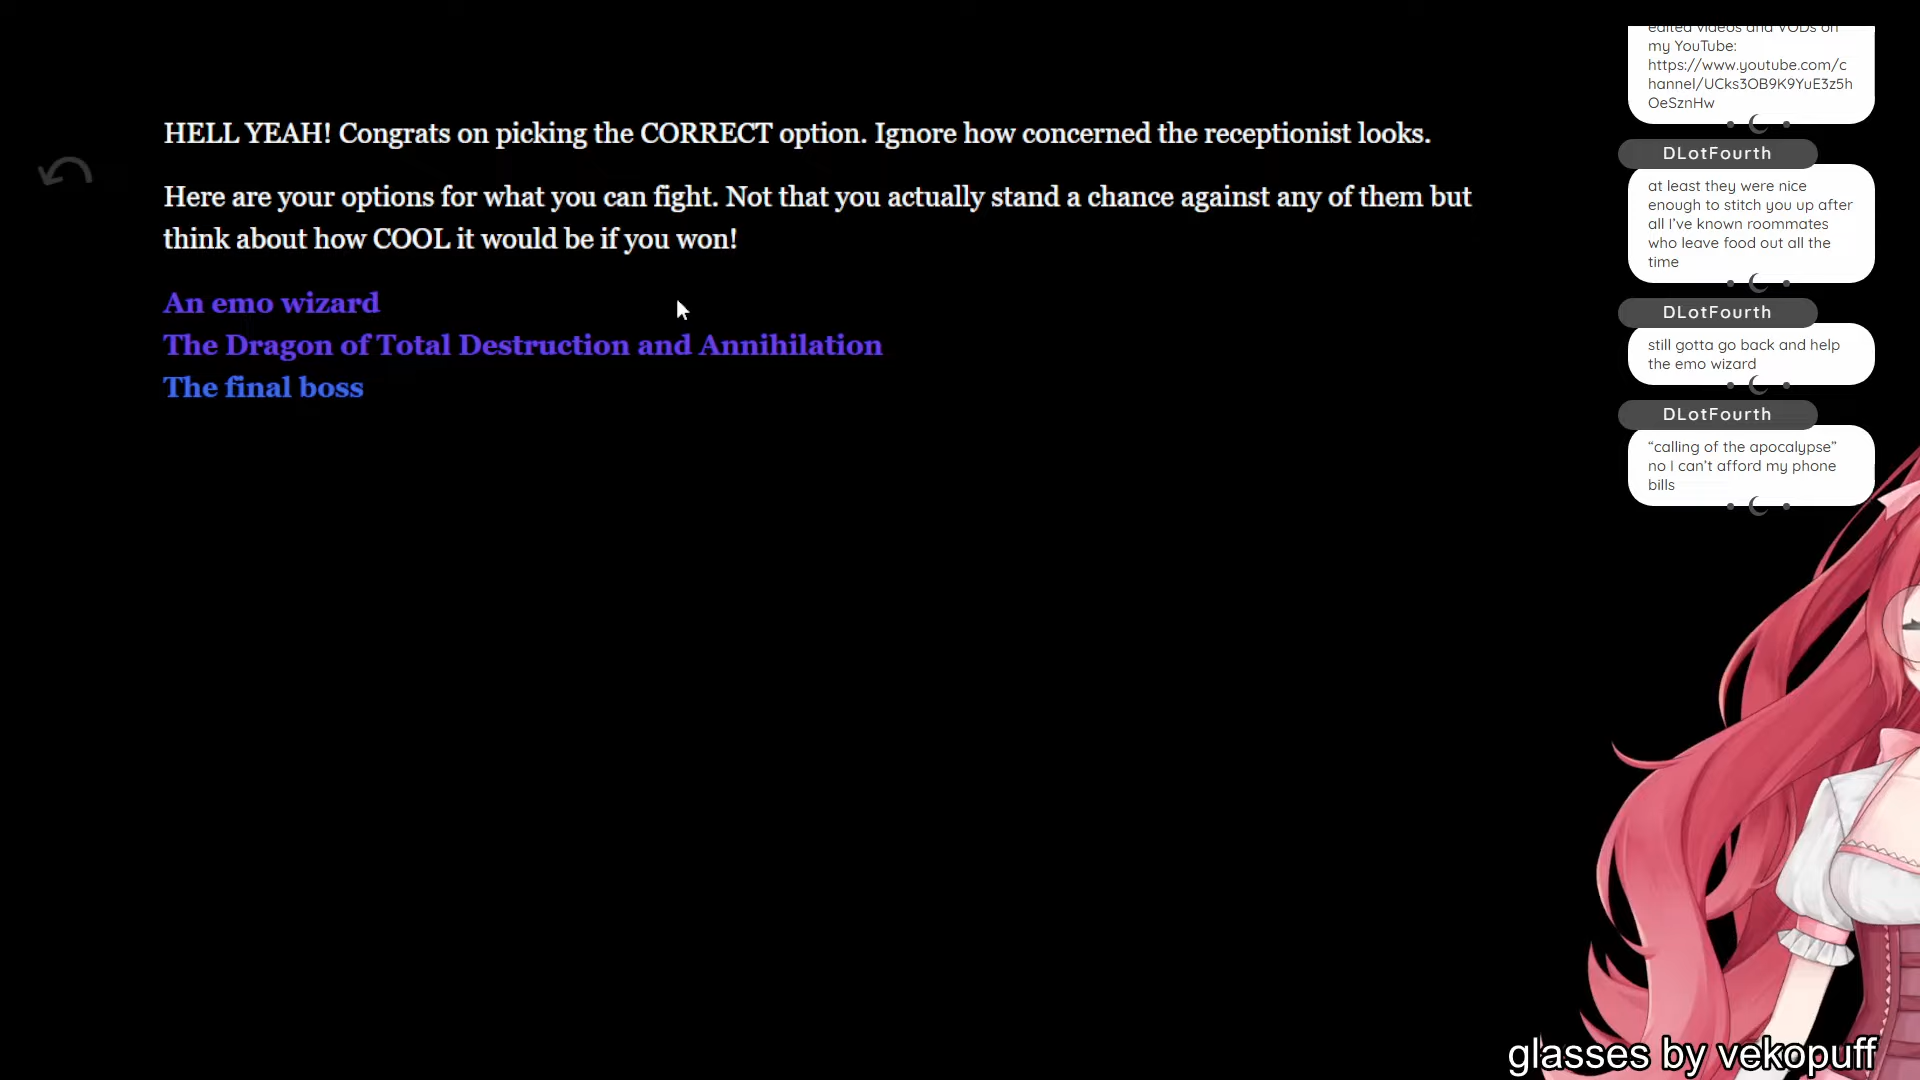 HELL YEAH! Congrats on picking the CORRECT option. Ignore how concerned the receptionist looks.
Here are your options for what you can fight. Not that you actually stand a chance against any of them but
think about how COOL it would be if you won!
An emo wizard
The Dragon of Total Destruction and Annihilation
The final boss
edited videos and VODs on
my YouTube:
https://www.youtube.com/c
hannel/UCks3OB9K9YuE3z5h
OeSznHw
DLotFourth
at least they were nice
enough to stitch you up after
all I’ve known roommates
who leave food out all the
time
DLotFourth
still gotta go back and help
the emo wizard
DLotFourth
“calling of the apocalypse”
no I can’t afford my phone
bills
glasses by vekopuff